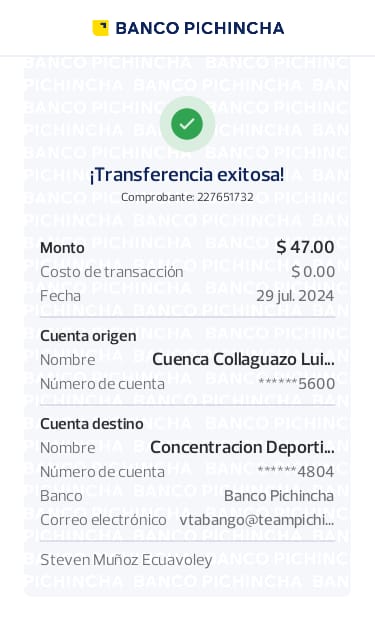 BANCO PICHINCHA
¡Transferencia exitosa!
Comprobante: 227651732
Monto $ 47.00
Costo de transacción $ 0.00
Fecha 29 jul. 2024
Cuenta origen
Nombre Cuenca Collaguazo Lui...
Número de cuenta ******5600
Cuenta destino
Nombre Concentracion Deporti...
Número de cuenta ******4804
Banco Banco Pichincha
Correo electrónico vtabango@teampichi...
Steven Muñoz Ecuavoley